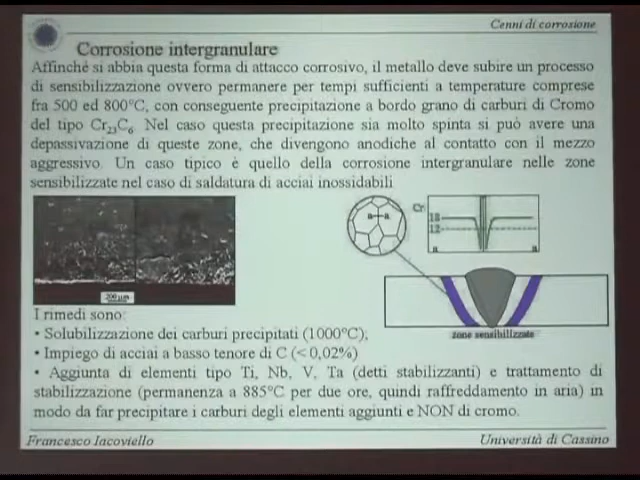 Cenni di corrosione
Corrosione intergranulare
Affinché si abbia questa forma di attacco corrosivo, il metallo deve subire un processo
di sensibilizzazione ovvero permanere per tempi sufficienti a temperature comprese
fra 500 ed 800°C, con conseguente precipitazione a bordo grano di carburi di Cromo
del tipo Cr₂₃C₆. Nel caso questa precipitazione sia molto spinta si può avere una
depassivazione di queste zone, che divengono anodiche al contatto con il mezzo
aggressivo. Un caso tipico è quello della corrosione intergranulare nelle zone
sensibilizzate nel caso di saldatura di acciai inossidabili
a a
Cr
18
12
a a
200 µm
zone sensibilizzate
I rimedi sono:
• Solubilizzazione dei carburi precipitati (1000°C);
• Impiego di acciai a basso tenore di C (<0,02%)
• Aggiunta di elementi tipo Ti, Nb, V, Ta (detti stabilizzanti) e trattamento di
stabilizzazione (permanenza a 885°C per due ore, quindi raffreddamento in aria) in
modo da far precipitare i carburi degli elementi aggiunti e NON di cromo.
Francesco Iacoviello
Università di Cassino